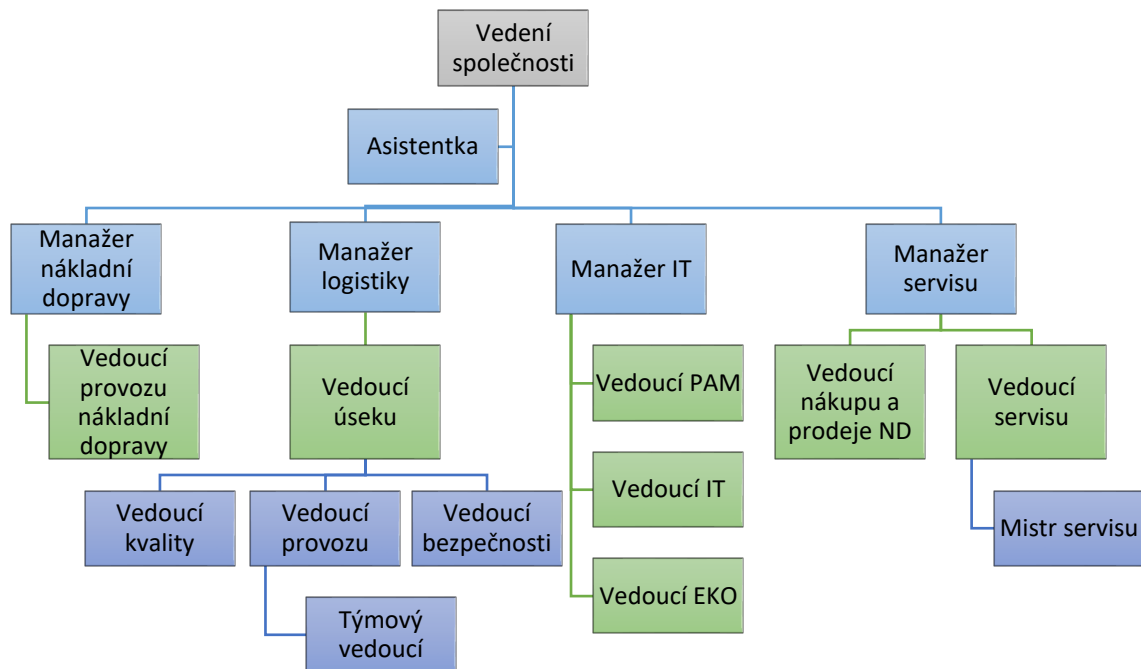 Vedení
společnosti
Asistentka
Manažer
nákladní
dopravy
Manažer
logistiky
Manažer IT
Manažer
servisu
Vedoucí
provozu
nákladní
dopravy
Vedoucí
úseku
Vedoucí PAM
Vedoucí
nákupu a
prodeje ND
Vedoucí
servisu
Vedoucí
kvality
Vedoucí
provozu
Vedoucí
bezpečnosti
Vedoucí IT
Mistr servisu
Týmový
vedoucí
Vedoucí EKO